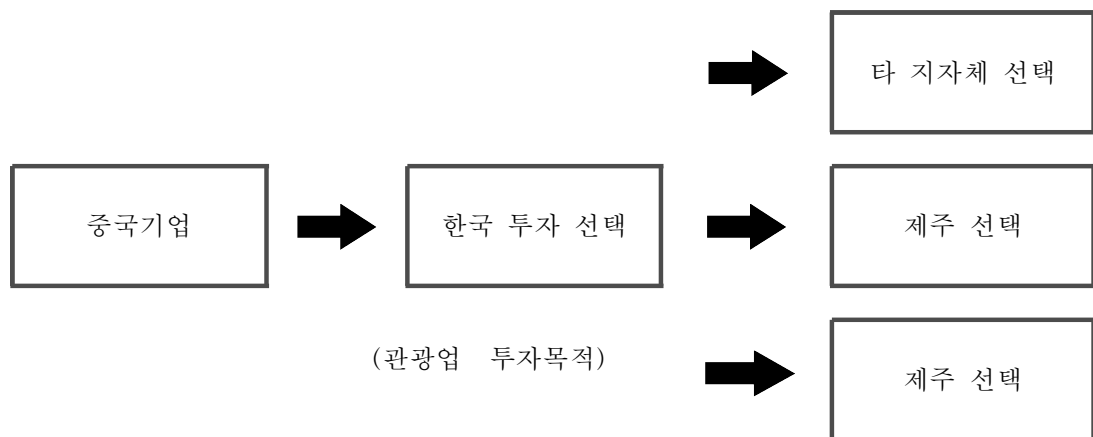 타 지자체 선택
중국기업
한국 투자 선택
제주 선택
(관광업 투자목적)
제주 선택